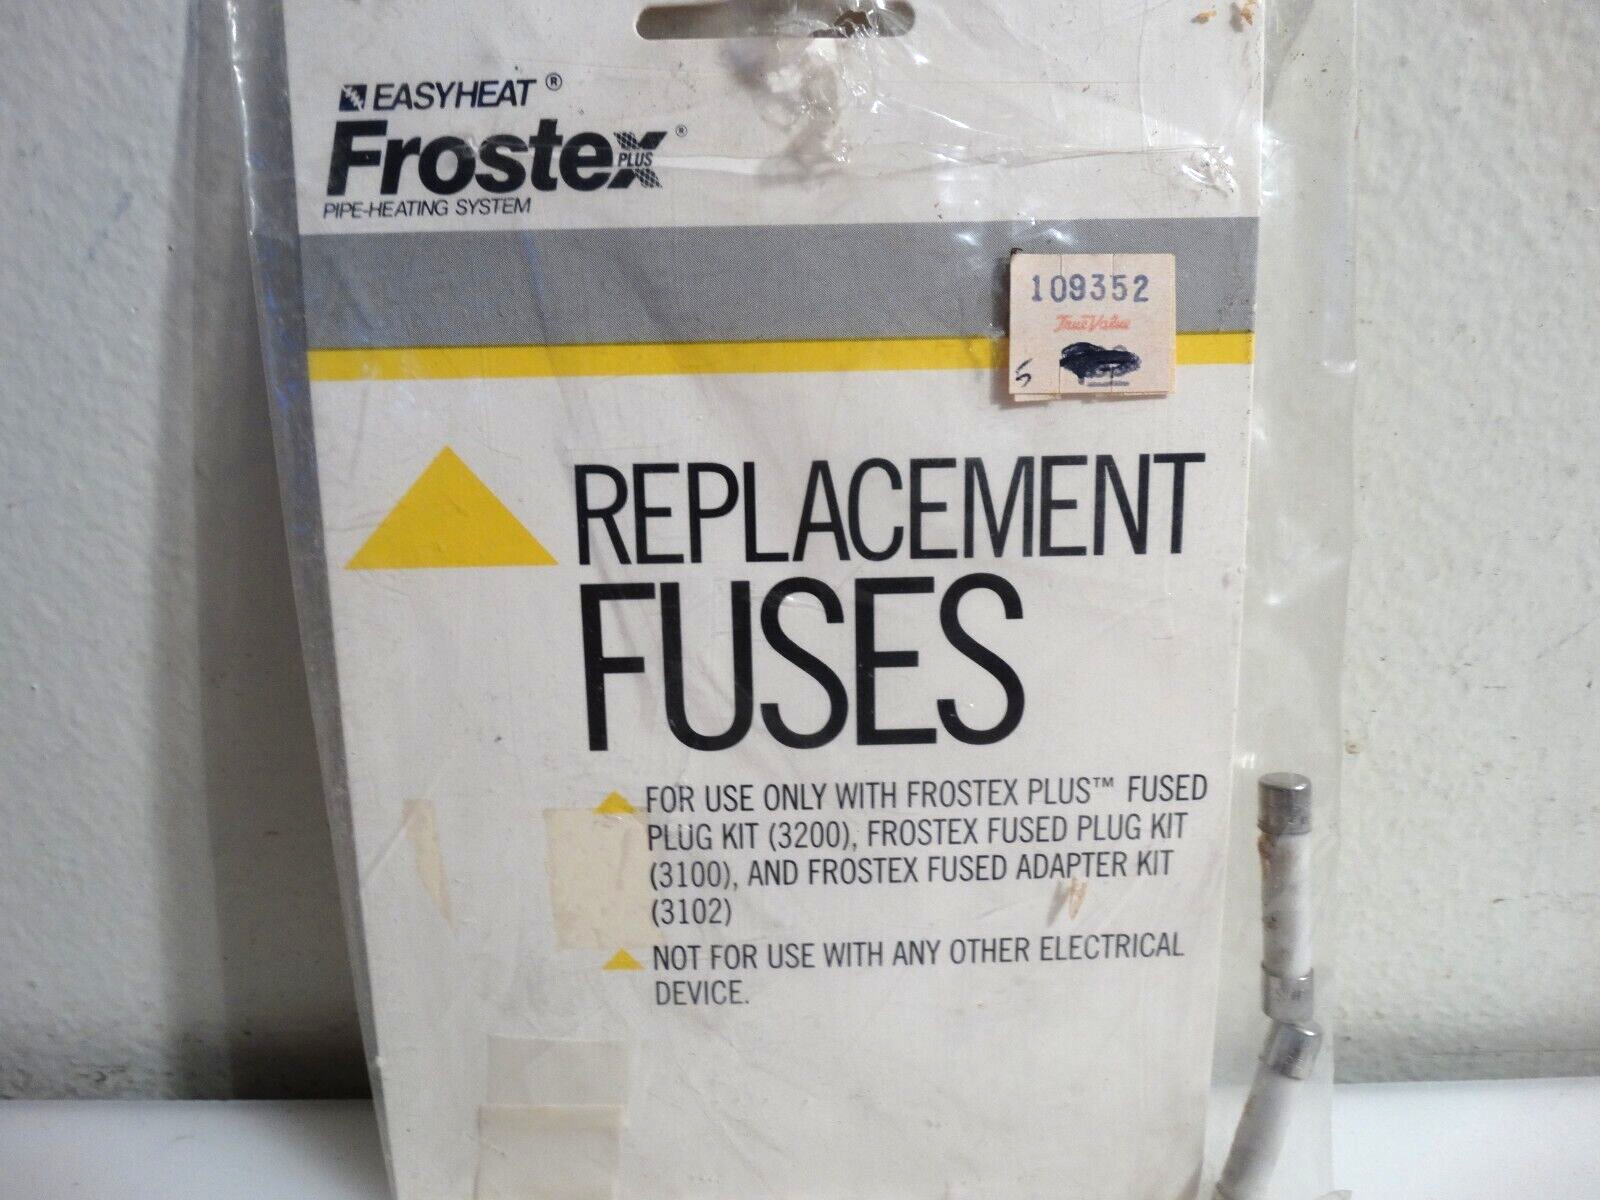 EASYHEAT ®
Frostex PLUS ®
PIPE-HEATING SYSTEM
109352
True Value
5
REPLACEMENT
FUSES
FOR USE ONLY WITH FROSTEX PLUS™ FUSED
PLUG KIT (3200), FROSTEX FUSED PLUG KIT
(3100), AND FROSTEX FUSED ADAPTER KIT
(3102)
NOT FOR USE WITH ANY OTHER ELECTRICAL
DEVICE.